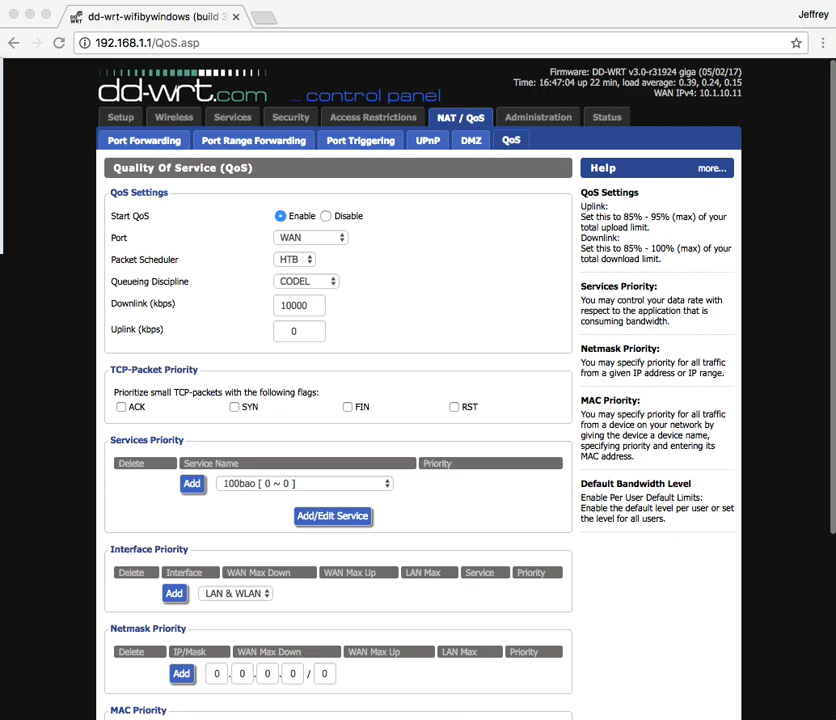 dd-wrt-wifibywindows (build 3
Jeffrey
192.168.1.1/QoS.asp
DD-WRT
dd-wrt.com ... control panel
Firmware: DD-WRT v3.0-r31924 giga (05/02/17)
Time: 16:47:04 up 22 min, load average: 0.39, 0.24, 0.15
WAN IPv4: 10.1.10.11
Setup Wireless Services Security Access Restrictions NAT / QoS Administration Status
Port Forwarding Port Range Forwarding Port Triggering UPnP DMZ QoS
Quality Of Service (QoS)
QoS Settings
Start QoS Enable Disable
Port WAN
Packet Scheduler HTB
Queueing Discipline CODEL
Downlink (kbps) 10000
Uplink (kbps) 0
TCP-Packet Priority
Prioritize small TCP-packets with the following flags:
ACK SYN FIN RST
Services Priority
Delete Service Name Priority
Add 100bao [ 0 ~ 0 ]
Add/Edit Service
Interface Priority
Delete Interface WAN Max Down WAN Max Up LAN Max Service Priority
Add LAN & WLAN
Netmask Priority
Delete IP/Mask WAN Max Down WAN Max Up LAN Max Priority
Add 0 . 0 . 0 . 0 / 0
MAC Priority
Help more...
QoS Settings
Uplink:
Set this to 85% - 95% (max) of your
total upload limit.
Downlink:
Set this to 85% - 100% (max) of your
total download limit.
Services Priority:
You may control your data rate with
respect to the application that is
consuming bandwidth.
Netmask Priority:
You may specify priority for all traffic
from a given IP address or IP range.
MAC Priority:
You may specify priority for all traffic
from a device on your network by
giving the device a device name,
specifying priority and entering its
MAC address.
Default Bandwidth Level
Enable Per User Default Limits:
Enable the default level per user or set
the level for all users.